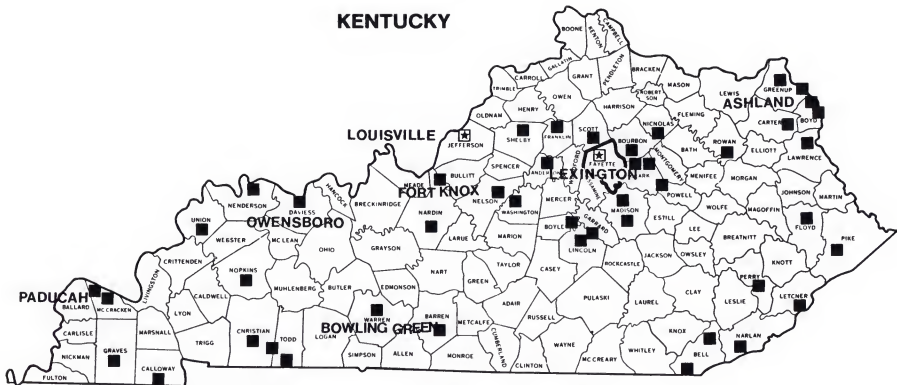 KENTUCKY
BOONE
KENTON
CAMPBELL
GALLATIN
PENDLETON
GRANT
BRACKEN
CARROLL
TRIMBLE
OWEN
ROBERT
SON
MASON
LEWIS
GREENUP
ASHLAND
HENRY
OLDHAM
HARRISON
FLEMING
CARTER
BOYD
LOUISVILLE
JEFFERSON
SHELBY
FRANKLIN
SCOTT
NICHOLAS
BOURBON
BATH
ROWAN
ELLIOTT
LAWRENCE
FAYETTE
MONTGOMERY
SPENCER
LEXINGTON
MENIFEE
MORGAN
BULLITT
MEADE
FORT KNOX
NELSON
WASHINGTON
MERCER
MADISON
POWELL
WOLFE
JOHNSON
MARTIN
MAGOFFIN
HENDERSON
DAVIESS
HANCOCK
BRECKINRIDGE
OWENSBORO
UNION
NARDIN
LARUE
MARION
BOYLE
GARRARD
ESTILL
LEE
FLOYD
PIKE
WEBSTER
MC LEAN
OHIO
GRAYSON
LINCOLN
BREATHITT
CRITTENDEN
LIVINGSTON
HOPKINS
NART
TAYLOR
CASEY
ROCKCASTLE
JACKSON
OWSLEY
KNOTT
PERRY
PADUCAH
MUHLENBERG
BUTLER
EDMONSON
GREEN
CLAY
LESLIE
LETCHER
BALLARD
MC CRACKEN
CALDWELL
LYON
ADAIR
PULASKI
LAUREL
CARLISLE
MARSHALL
CHRISTIAN
WARREN
BARREN
BOWLING GREEN
METCALFE
RUSSELL
KNOX
HARLAN
TRIGG
TODD
LOGAN
GRAVES
HICKMAN
CUMBERLAND
WAYNE
WHITLEY
BELL
SIMPSON
ALLEN
MONROE
CLINTON
MC CREARY
FULTON
CALLOWAY